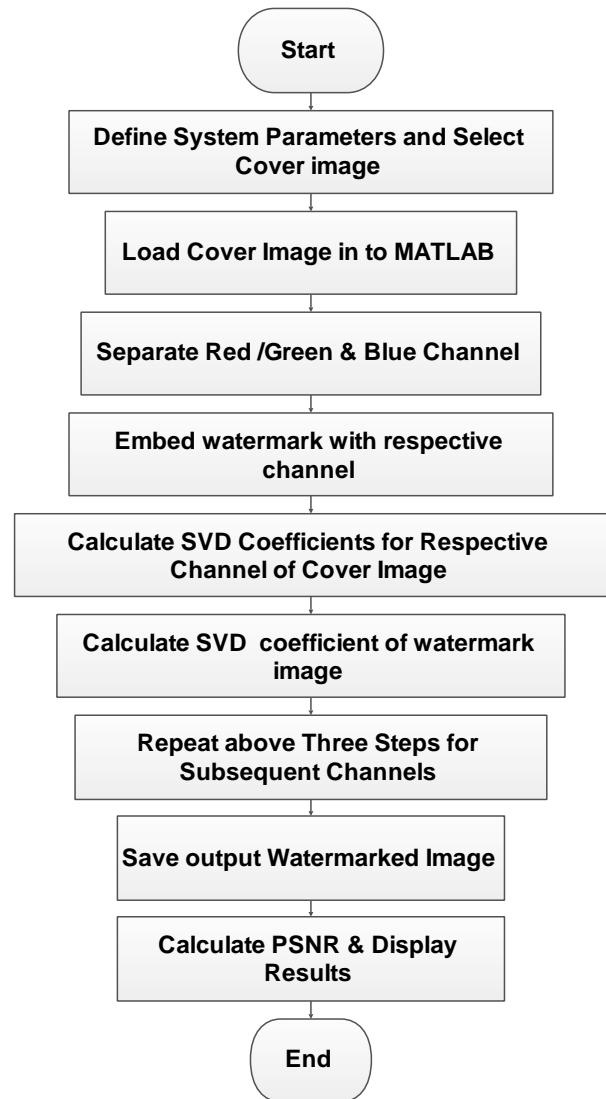 Start
Define System Parameters and Select
Cover image
Load Cover Image in to MATLAB
Separate Red /Green & Blue Channel
Embed watermark with respective
channel
Calculate SVD Coefficients for Respective
Channel of Cover Image
Calculate SVD coefficient of watermark
image
Repeat above Three Steps for
Subsequent Channels
Save output Watermarked Image
Calculate PSNR & Display
Results
End